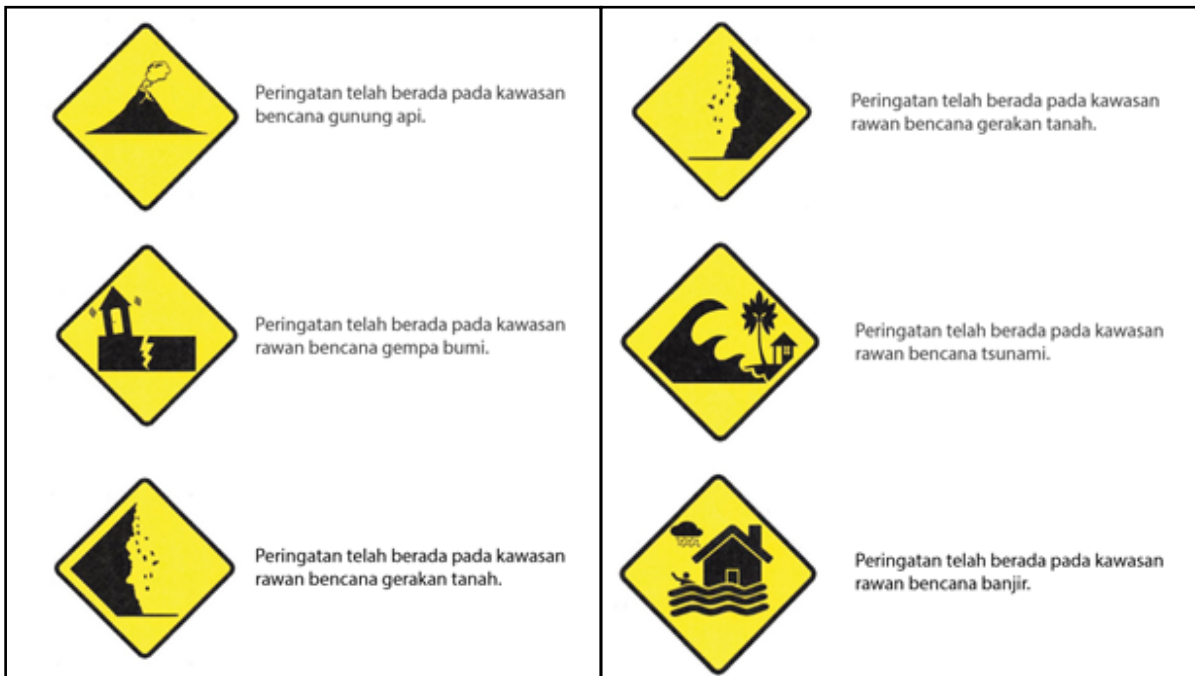 Peringatan telah berada pada kawasan
bencana gunung api.
Peringatan telah berada pada kawasan
rawan bencana gempa bumi.
Peringatan telah berada pada kawasan
rawan bencana gerakan tanah.
Peringatan telah berada pada kawasan
rawan bencana gerakan tanah.
Peringatan telah berada pada kawasan
rawan bencana tsunami.
Peringatan telah berada pada kawasan
rawan bencana banjir.